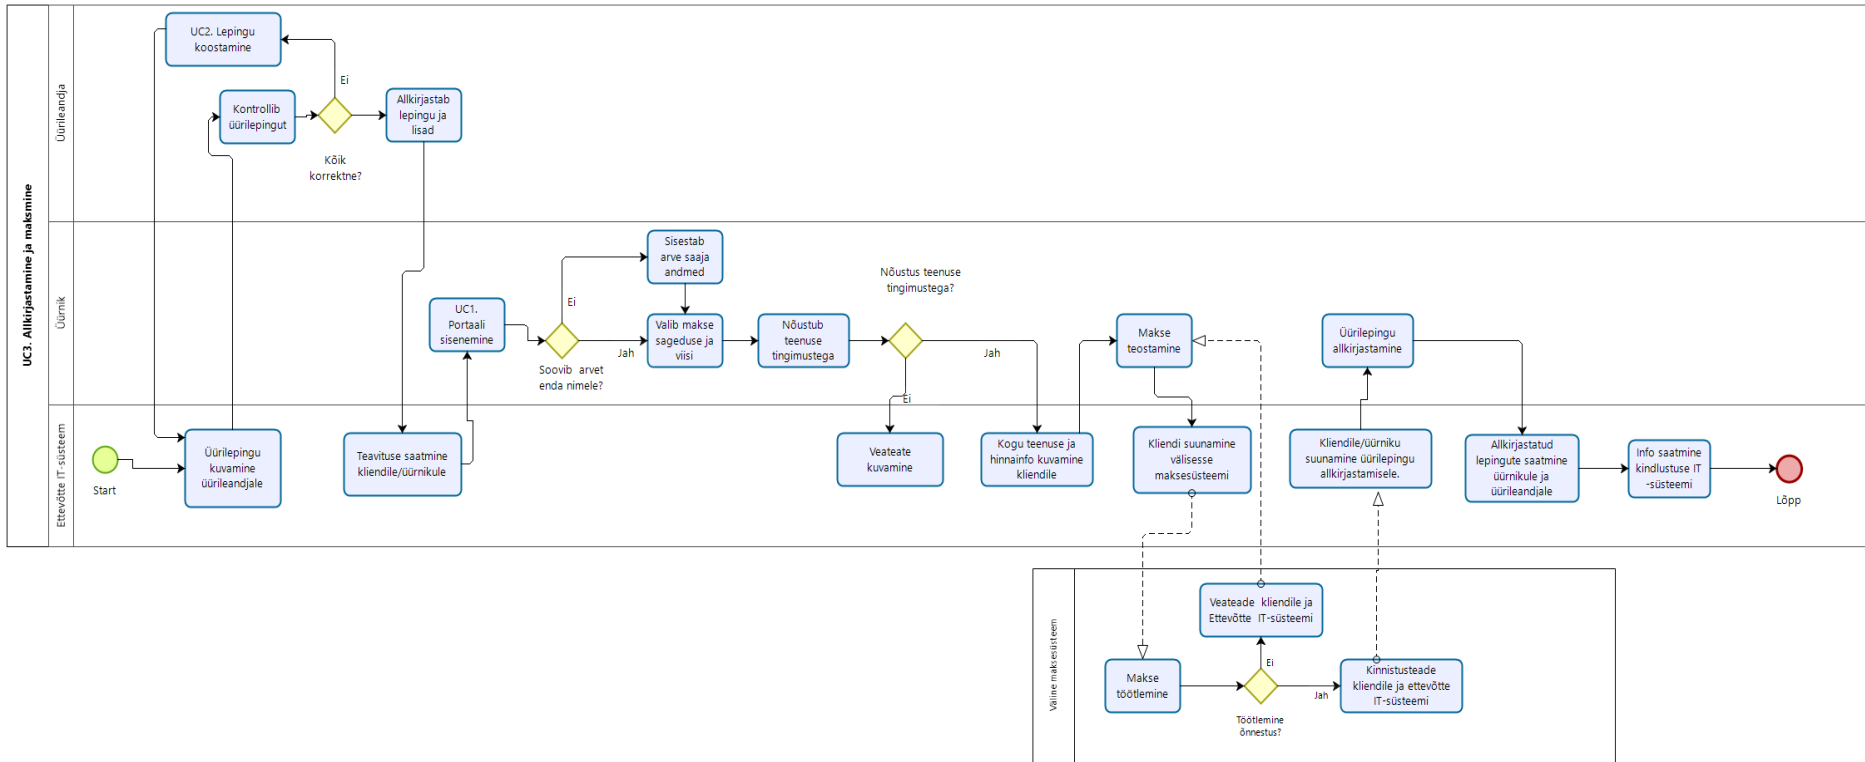 UC3. Allkirjastamine ja maksmine
Üürileandja
UC2. Lepingu
koostamine
Ei
Kontrollib
üürilepingut
Kõik
korrektne?
Allkirjastab
lepingu ja
lisad
Üürnik
UC1.
Portaali
sisenemine
Ei
Jah
Soovib arvet
enda nimele?
Sisestab
arve saaja
andmed
Valib makse
sageduse ja
viisi
Nõustub
teenuse
tingimustega
Nõustus teenuse
tingimustega?
Jah
Ei
Makse
teostamine
Üürilepingu
allkirjastamine
Ettevõtte IT-süsteem
Start
Üürilepingu
kuvamine
üürileandjale
Teavituse saatmine
kliendile/üürnikule
Veateate
kuvamine
Kogu teenuse ja
hinnainfo kuvamine
kliendile
Kliendi suunamine
välisesse
maksesüsteemi
Kliendile/üürniku
suunamine üürilepingu
allkirjastamisele.
Allkirjastatud
lepingute saatmine
üürnikule ja
üürileandjale
Info saatmine
kindlustuse IT
-süsteemi
Lõpp
Väline maksesüsteem
Veateade kliendile ja
Ettevõtte IT-süsteemi
Ei
Makse
töötlemine
Jah
Töötlemine
õnnestus?
Kinnistusteade
kliendile ja ettevõtte
IT-süsteemi